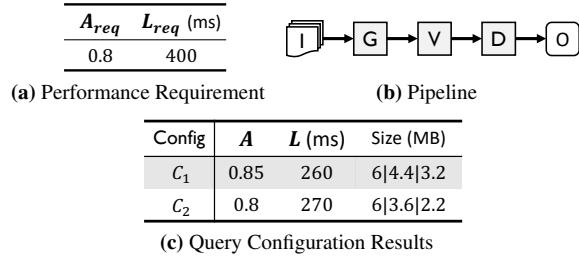 A_req L_req (ms)
0.8 400
(a) Performance Requirement
I G V D O
(b) Pipeline
Config A L (ms) Size (MB)
C_1 0.85 260 6|4.4|3.2
C_2 0.8 270 6|3.6|2.2
(c) Query Configuration Results